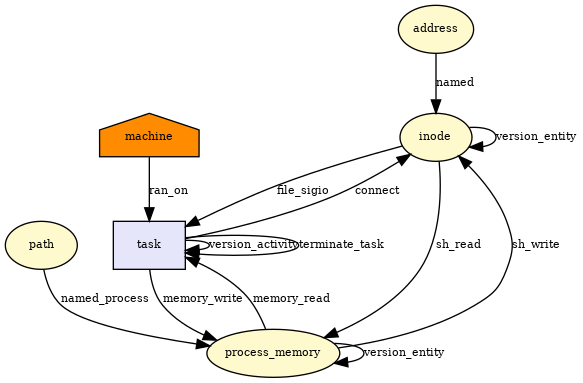 address
named
machine
inode
version_entity
ran_on
file_sigio
connect
path
task
version_activity
terminate_task
sh_read
sh_write
named_process
memory_write
memory_read
process_memory
version_entity